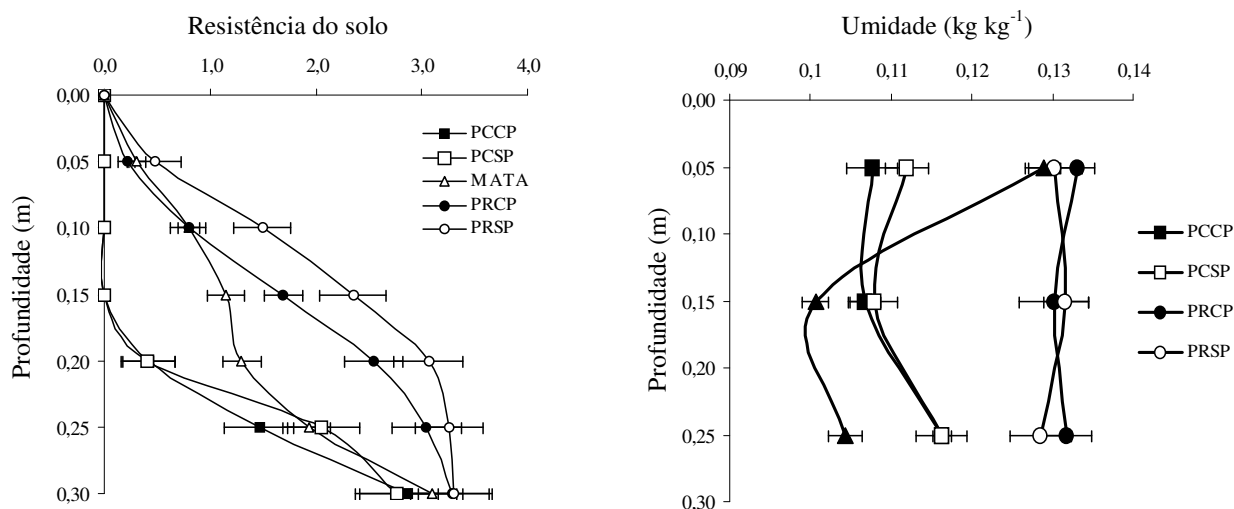 Resistência do solo
0,0 1,0 2,0 3,0 4,0
0,00
0,05
0,10
0,15
0,20
0,25
0,30
Profundidade (m)
PCCP
PCSP
MATA
PRCP
PRSP
Umidade (kg kg⁻¹)
0,09 0,1 0,11 0,12 0,13 0,14
0,00
0,05
0,10
0,15
0,20
0,25
0,30
Profundidade (m)
PCCP
PCSP
PRCP
PRSP